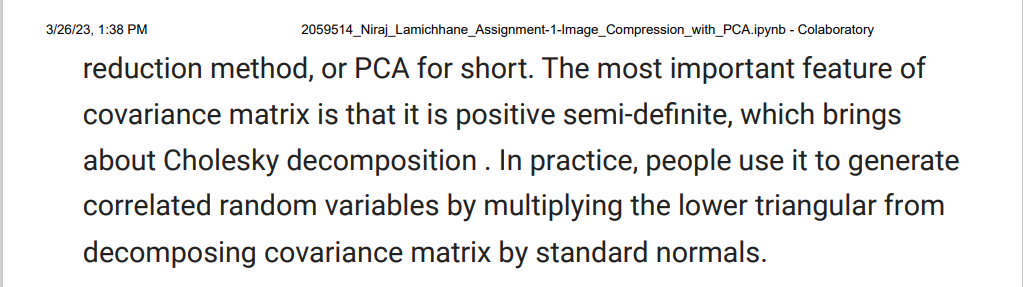 3/26/23, 1:38 PM 2059514_Niraj_Lamichhane_Assignment-1-Image_Compression_with_PCA.ipynb - Colaboratory
reduction method, or PCA for short. The most important feature of
covariance matrix is that it is positive semi-definite, which brings
about Cholesky decomposition . In practice, people use it to generate
correlated random variables by multiplying the lower triangular from
decomposing covariance matrix by standard normals.